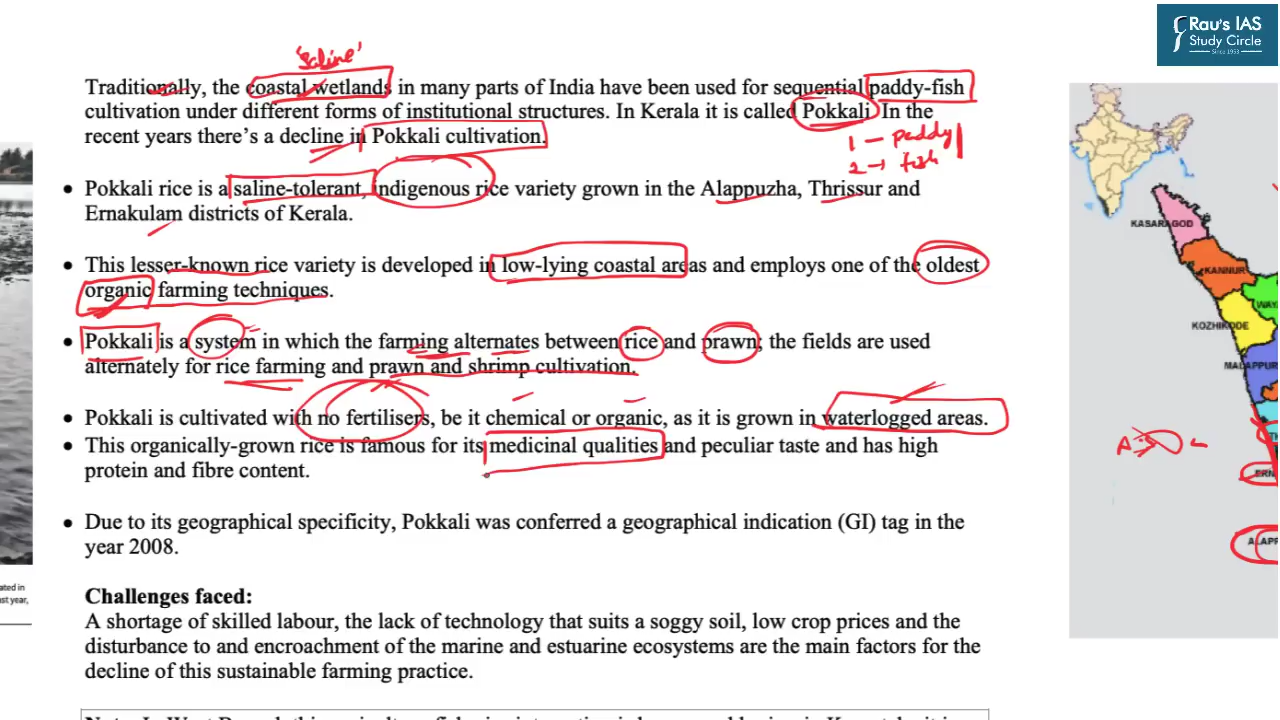 Rau's IAS
Study Circle
Since 1953
'Saline'
Traditionally, the coastal wetlands in many parts of India have been used for sequential paddy-fish
cultivation under different forms of institutional structures. In Kerala it is called Pokkali. In the
recent years there's a decline in Pokkali cultivation.
1 – paddy
2 → fish
• Pokkali rice is a saline-tolerant, indigenous rice variety grown in the Alappuzha, Thrissur and
Ernakulam districts of Kerala.
• This lesser-known rice variety is developed in low-lying coastal areas and employs one of the oldest
organic farming techniques.
• Pokkali is a system in which the farming alternates between rice and prawn; the fields are used
alternately for rice farming and prawn and shrimp cultivation.
• Pokkali is cultivated with no fertilisers, be it chemical or organic, as it is grown in waterlogged areas.
• This organically-grown rice is famous for its medicinal qualities and peculiar taste and has high
protein and fibre content.
• Due to its geographical specificity, Pokkali was conferred a geographical indication (GI) tag in the
year 2008.
Challenges faced:
A shortage of skilled labour, the lack of technology that suits a soggy soil, low crop prices and the
disturbance to and encroachment of the marine and estuarine ecosystems are the main factors for the
decline of this sustainable farming practice.
ated in
ast year,
KASARAGOD
KANNUR
WAY
KOZHIKODE
MALAPPUR
ERN
ALAPP